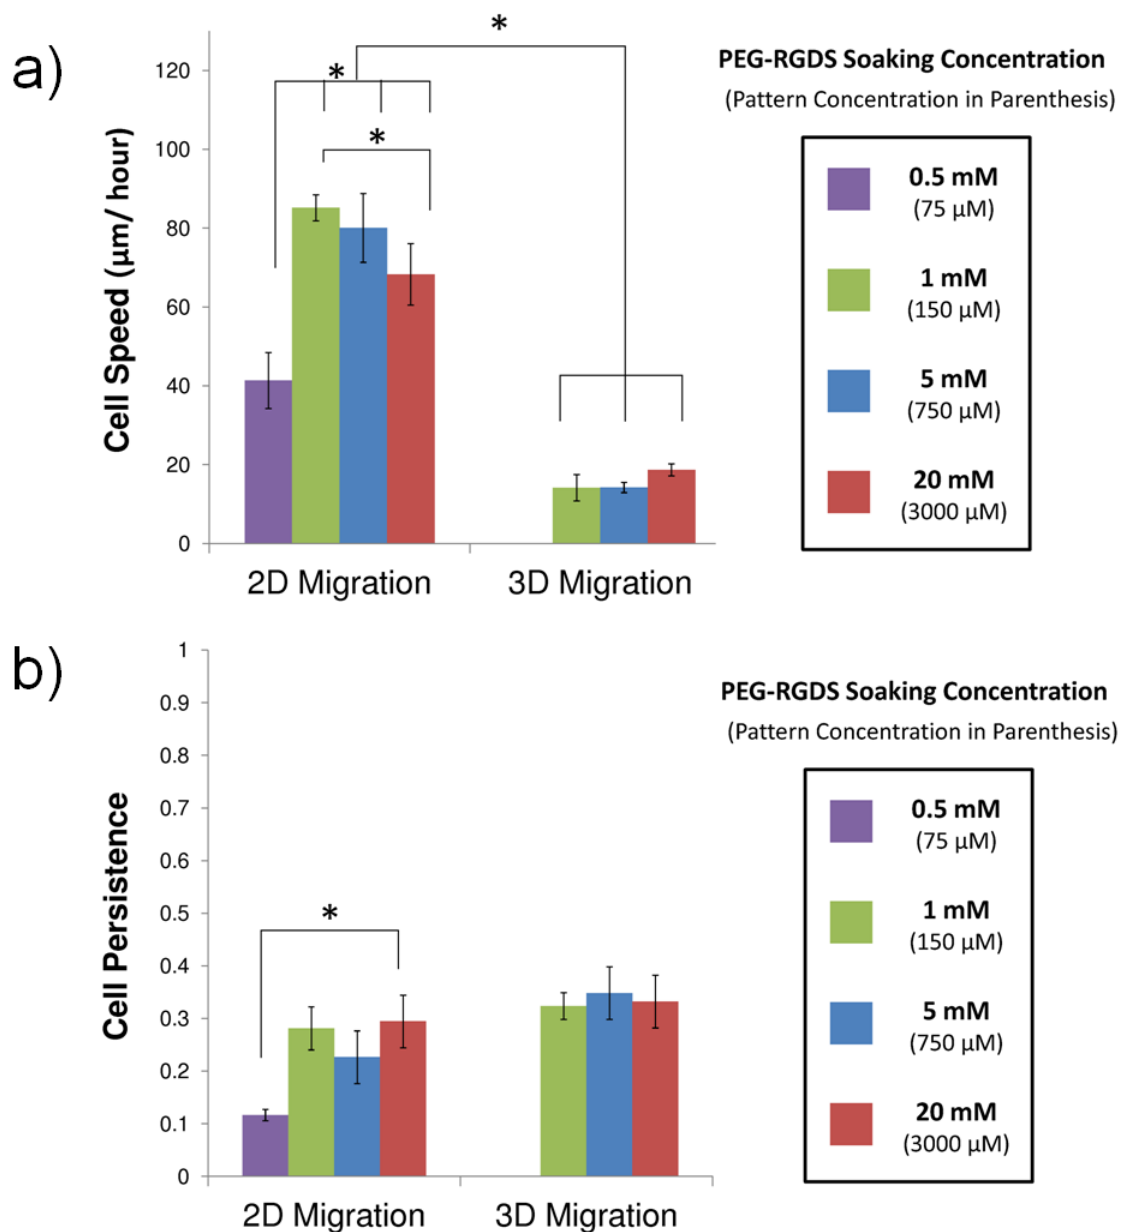 a)
Cell Speed (µm/ hour)
120
100
80
60
40
20
0
*
*
*
2D Migration
3D Migration
PEG-RGDS Soaking Concentration
(Pattern Concentration in Parenthesis)
0.5 mM
(75 µM)
1 mM
(150 µM)
5 mM
(750 µM)
20 mM
(3000 µM)
b)
Cell Persistence
1
0.9
0.8
0.7
0.6
0.5
0.4
0.3
0.2
0.1
0
*
2D Migration
3D Migration
PEG-RGDS Soaking Concentration
(Pattern Concentration in Parenthesis)
0.5 mM
(75 µM)
1 mM
(150 µM)
5 mM
(750 µM)
20 mM
(3000 µM)